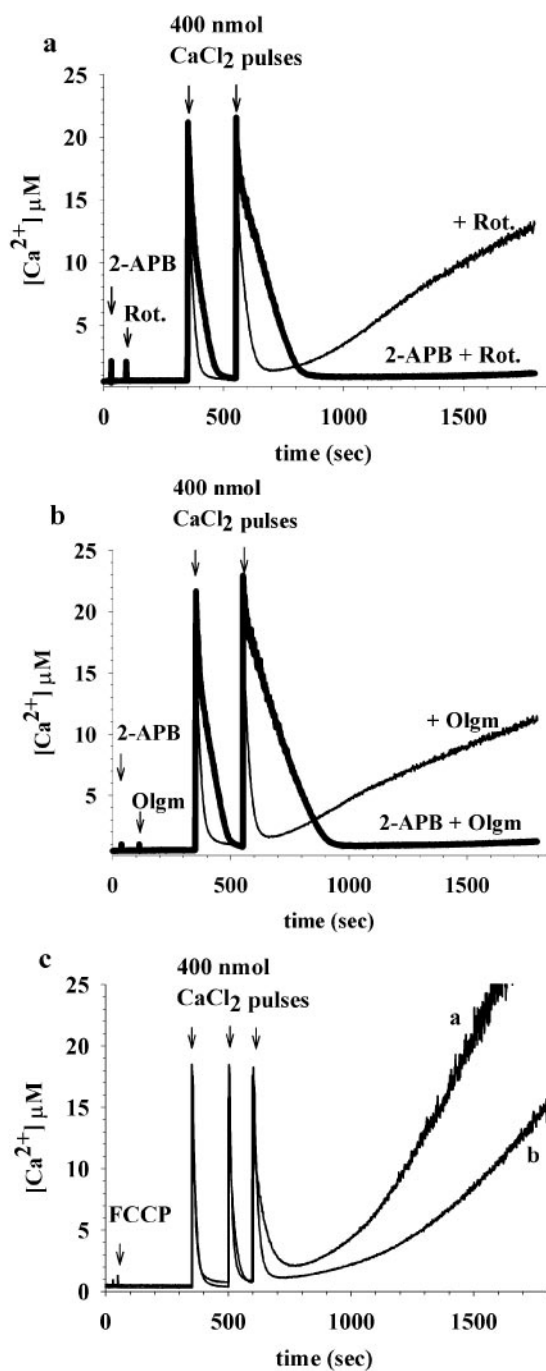 a
400 nmol
CaCl2 pulses
25
20
15
10
5
[Ca2+] µM
2-APB
Rot.
+ Rot.
2-APB + Rot.
0 500 1000 1500
time (sec)
b
400 nmol
CaCl2 pulses
25
20
15
10
5
[Ca2+] µM
2-APB
Olgm
+ Olgm
2-APB + Olgm
0 500 1000 1500
time (sec)
c
400 nmol
CaCl2 pulses
25
20
15
10
5
0
[Ca2+] µM
FCCP
a
b
0 500 1000 1500
time (sec)